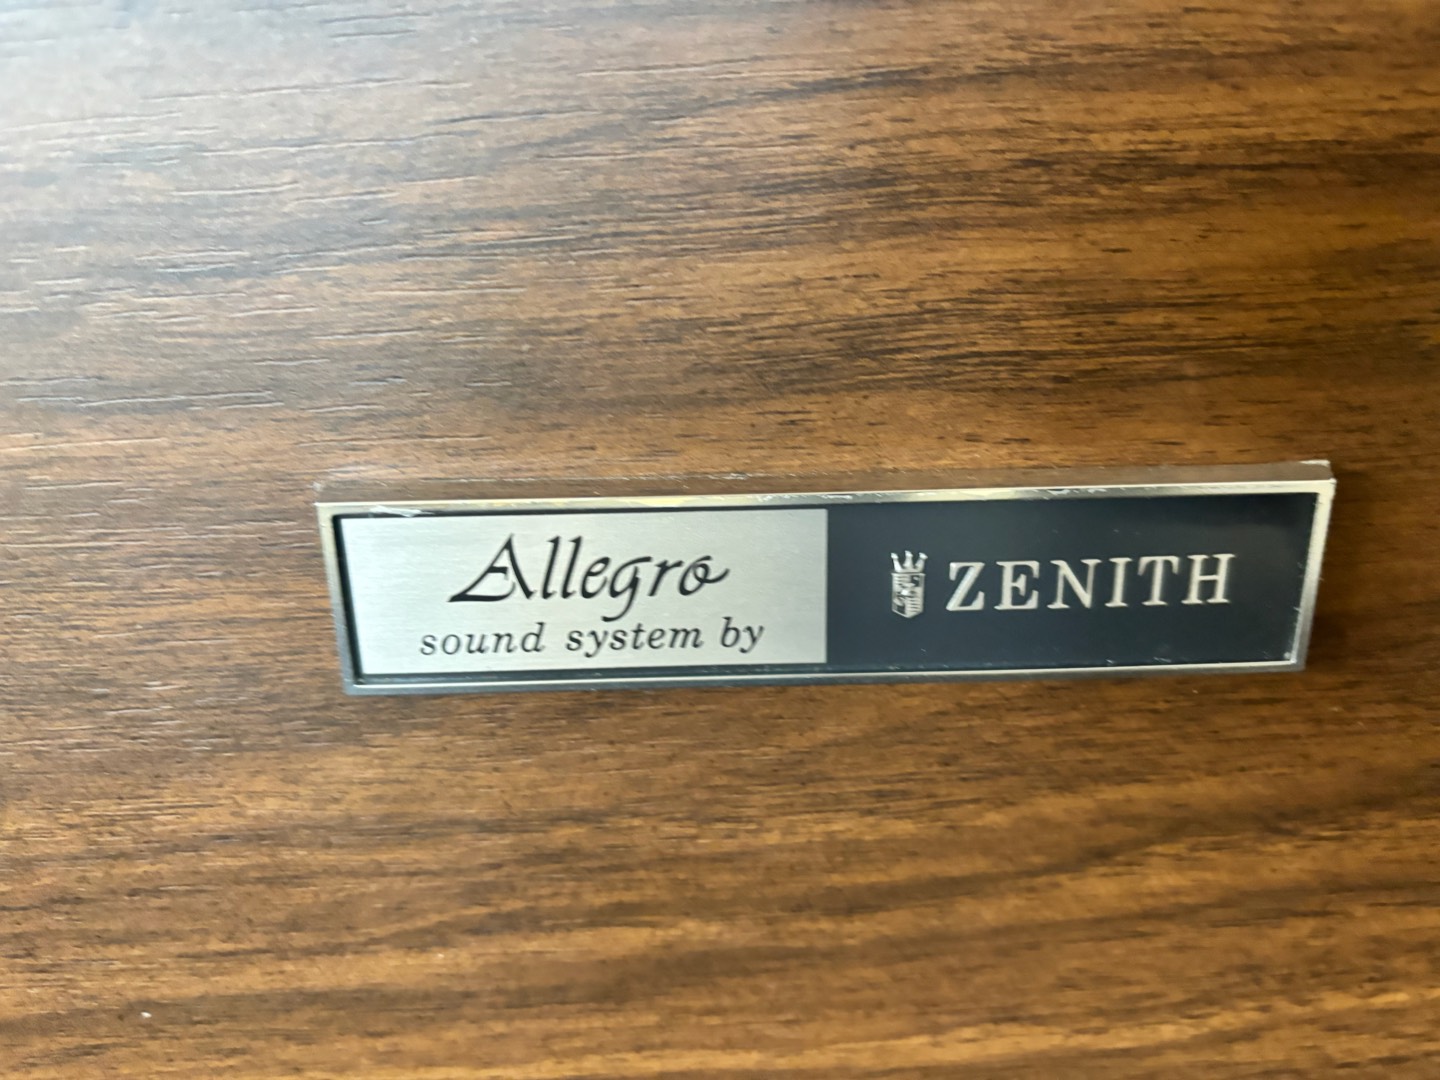 Allegro
sound system by
ZENITH